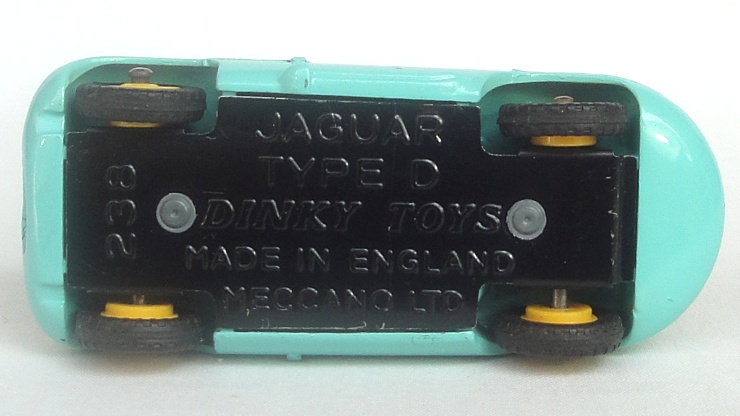 JAGUAR
TYPE D
DINKY TOYS
MADE IN ENGLAND
MECCANO LTD
238